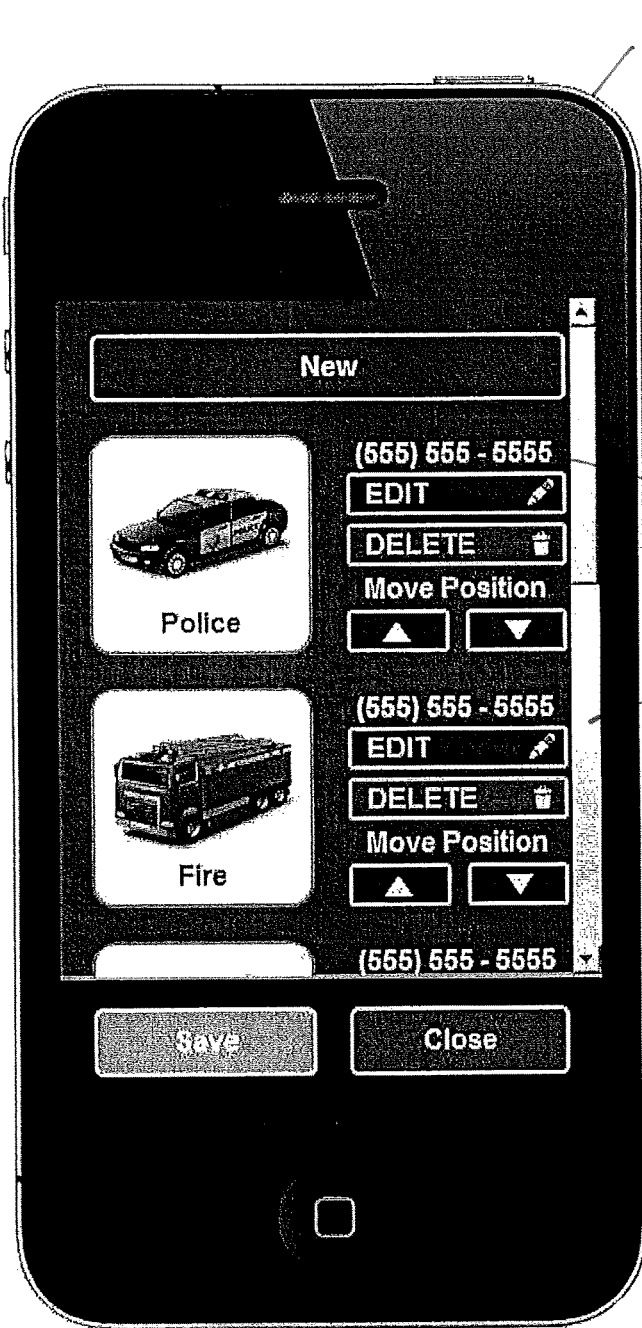 New
(555) 555 - 5555
EDIT
DELETE
Move Position
Police
(555) 555 - 5555
EDIT
DELETE
Move Position
Fire
(555) 555 - 5555
Save
Close